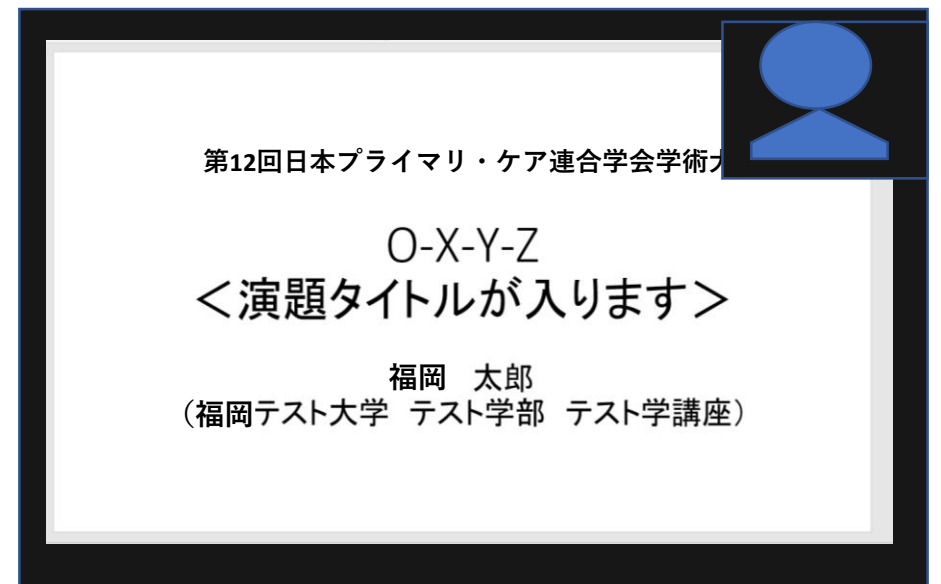 第12回日本プライマリ・ケア連合学会学術
O-X-Y-Z
＜演題タイトルが入ります＞
福岡　太郎
（福岡テスト大学　テスト学部　テスト学講座）